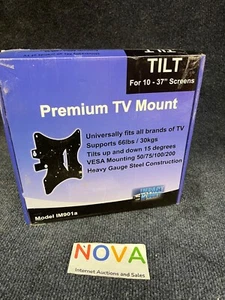 TILT
For 10 - 37" Screens
Premium TV Mount
Universally fits all brands of TV
Supports 66lbs / 30kgs
Tilts up and down 15 degrees
VESA Mounting 50/75/100/200
Heavy Gauge Steel Construction
Model IM901a
NOVA
Internet Auctions and Sales